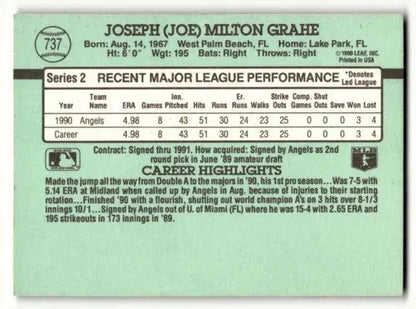 737
JOSEPH (JOE) MILTON GRAHE
Born: Aug. 14, 1967 West Palm Beach, FL Home: Lake Park, FL
Ht: 6'0" Wgt: 195 Bats: Right Throws: Right
© 1990 LEAF, INC.
PRINTED IN USA
Series 2 RECENT MAJOR LEAGUE PERFORMANCE *Denotes Led League
Year Team Name ERA Games Inn. Pitched Hits Runs Er. Runs Walks Strike Outs Comp. Games Shut Outs Save Won Lost
1990 Angels 4.98 8 43 51 30 24 23 25 0 0 0 3 4
Career 4.98 8 43 51 30 24 23 25 0 0 0 3 4
Contract: Signed thru 1991. How acquired: Signed by Angels as 2nd
round pick in June '89 amateur draft
CAREER HIGHLIGHTS
Made the jump all the way from Double A to the majors in '90, his 1st pro season...Was 7-5 with
5.14 ERA at Midland when called up by Angels in Aug. because of injuries to their starting
rotation...Finished '90 with a flourish, shutting out world champion A's on 3 hits over 8-1/3
innings 10/1...Signed by Angels out of U. of Miami (FL) where he was 15-4 with 2.65 ERA and
195 strikeouts in 173 innings in '89.